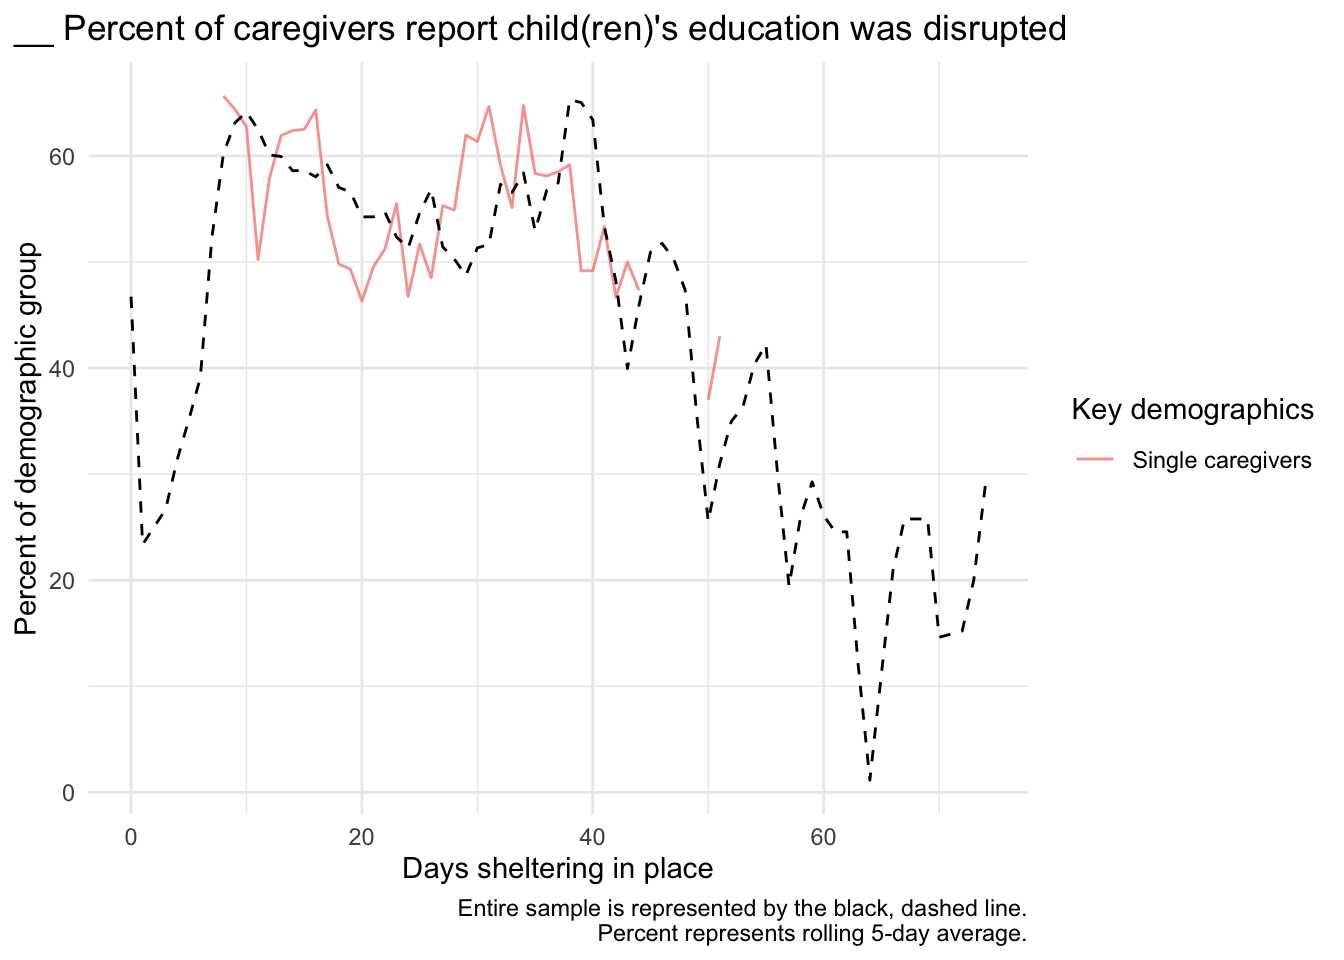 __ Percent of caregivers report child(ren)'s education was disrupted
Percent of demographic group
60
40
20
0
0 20 40 60
Days sheltering in place
Key demographics
Single caregivers
Entire sample is represented by the black, dashed line.
Percent represents rolling 5-day average.